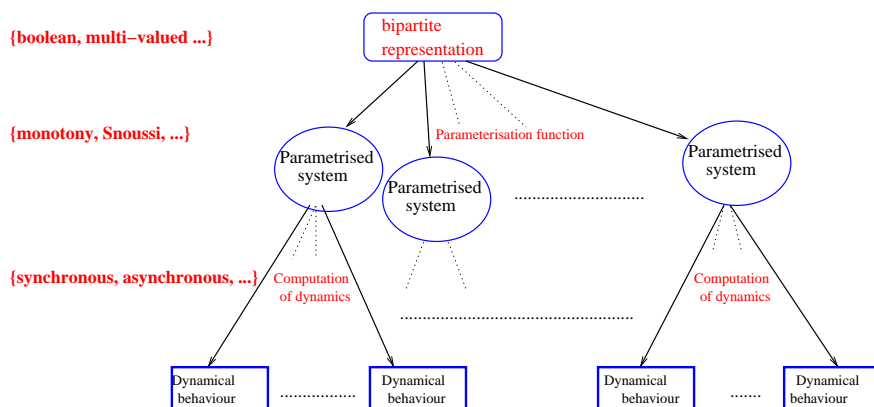 bipartite
representation
{boolean, multi−valued ...}
{monotony, Snoussi, ...}
Parameterisation function
Parametrised
system
Parametrised
system
Parametrised
system
{synchronous, asynchronous, ...}
Computation
of dynamics
Computation
of dynamics
Dynamical
behaviour
Dynamical
behaviour
Dynamical
behaviour
Dynamical
behaviour